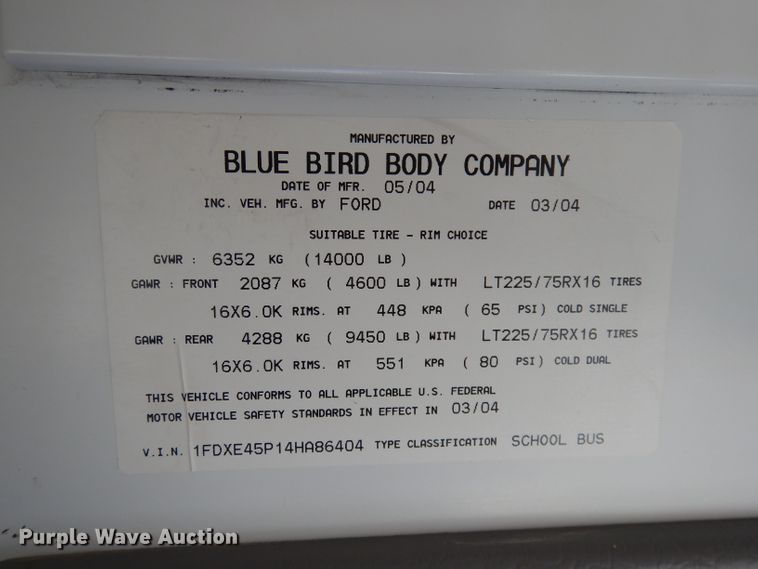 MANUFACTURED BY
BLUE BIRD BODY COMPANY
DATE OF MFR. 05/04
INC. VEH. MFG. BY FORD DATE 03/04
SUITABLE TIRE - RIM CHOICE
GVWR : 6352 KG (14000 LB )
GAWR : FRONT 2087 KG ( 4600 LB ) WITH LT225/75RX16 TIRES
16X6.0K RIMS. AT 448 KPA ( 65 PSI ) COLD SINGLE
GAWR : REAR 4288 KG ( 9450 LB ) WITH LT225/75RX16 TIRES
16X6.0K RIMS. AT 551 KPA ( 80 PSI ) COLD DUAL
THIS VEHICLE CONFORMS TO ALL APPLICABLE U.S. FEDERAL
MOTOR VEHICLE SAFETY STANDARDS IN EFFECT IN 03/04
V.I.N. 1FDXE45P14HA86404 TYPE CLASSIFICATION SCHOOL BUS
Purple Wave Auction